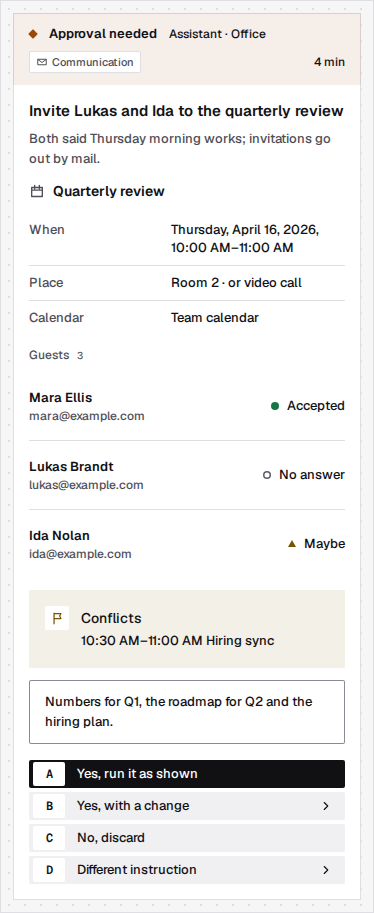 Approval needed Assistant · Office
Communication 4 min
Invite Lukas and Ida to the quarterly review
Both said Thursday morning works; invitations go
out by mail.
Quarterly review
When Thursday, April 16, 2026,
10:00 AM–11:00 AM
Place Room 2 · or video call
Calendar Team calendar
Guests 3
Mara Ellis
mara@example.com Accepted
Lukas Brandt
lukas@example.com No answer
Ida Nolan
ida@example.com Maybe
Conflicts
10:30 AM–11:00 AM Hiring sync
Numbers for Q1, the roadmap for Q2 and the
hiring plan.
A Yes, run it as shown
B Yes, with a change
C No, discard
D Different instruction